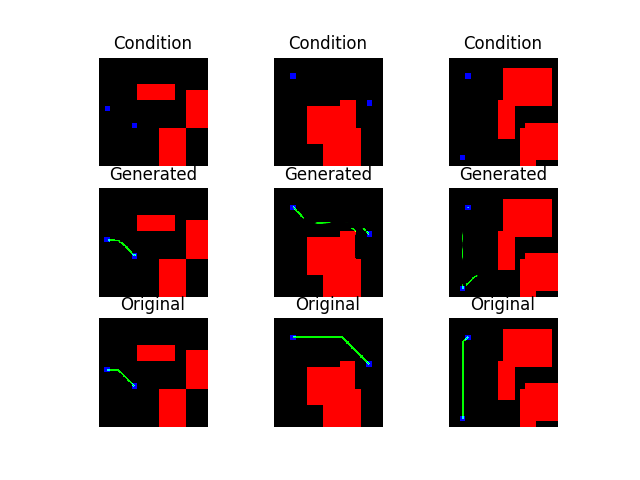 Condition Condition Condition
Generated Generated Generated
Original Original Original